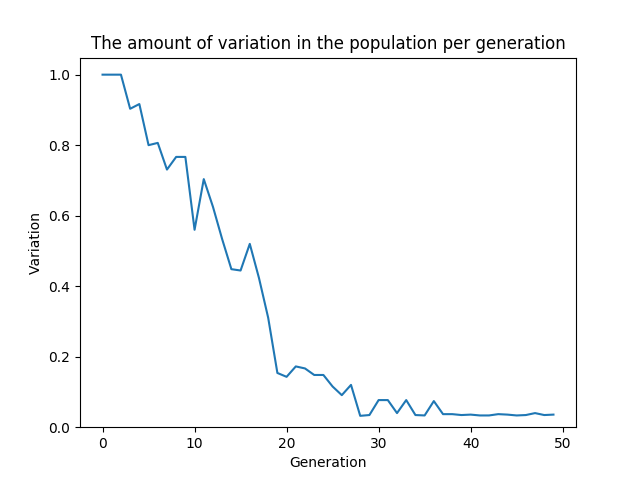 The amount of variation in the population per generation
1.0
0.8
0.6
0.4
0.2
0.0
Variation
0 10 20 30 40 50
Generation